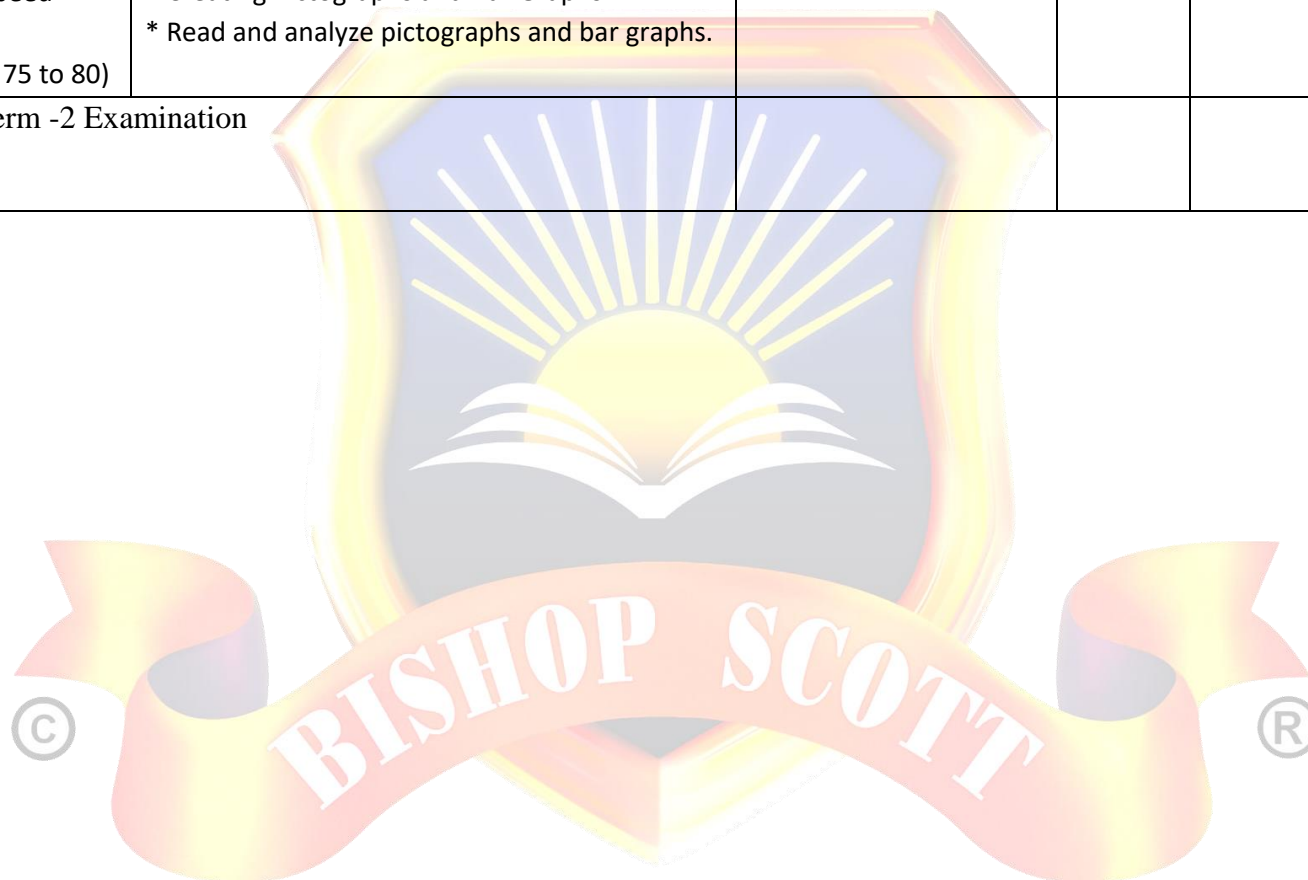 * Read and analyze pictographs and bar graphs.
75 to 80)
erm -2 Examination
BISHOP SCOTT
©
®